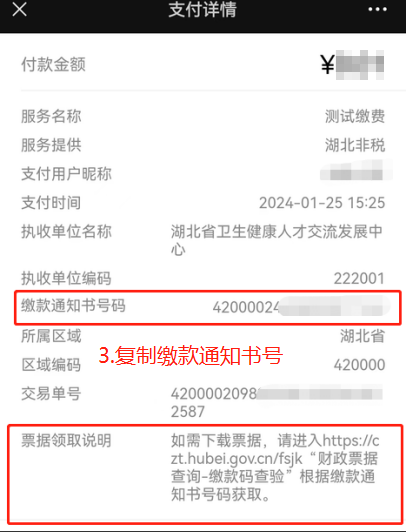 支付详情
付款金额 ¥
服务名称 测试缴费
服务提供 湖北非税
支付用户昵称
支付时间 2024-01-25 15:25
执收单位名称 湖北省卫生健康人才交流发展中
心
执收单位编码 222001
缴款通知书号码 42000024
所属区域 湖北省
3.复制缴款通知书号
区域编码 420000
交易单号 4200002098
2587
票据领取说明 如需下载票据，请进入https://c
zt.hubei.gov.cn/fsjk“财政票据
查询-缴款码查验”根据缴款通
知书号码获取。